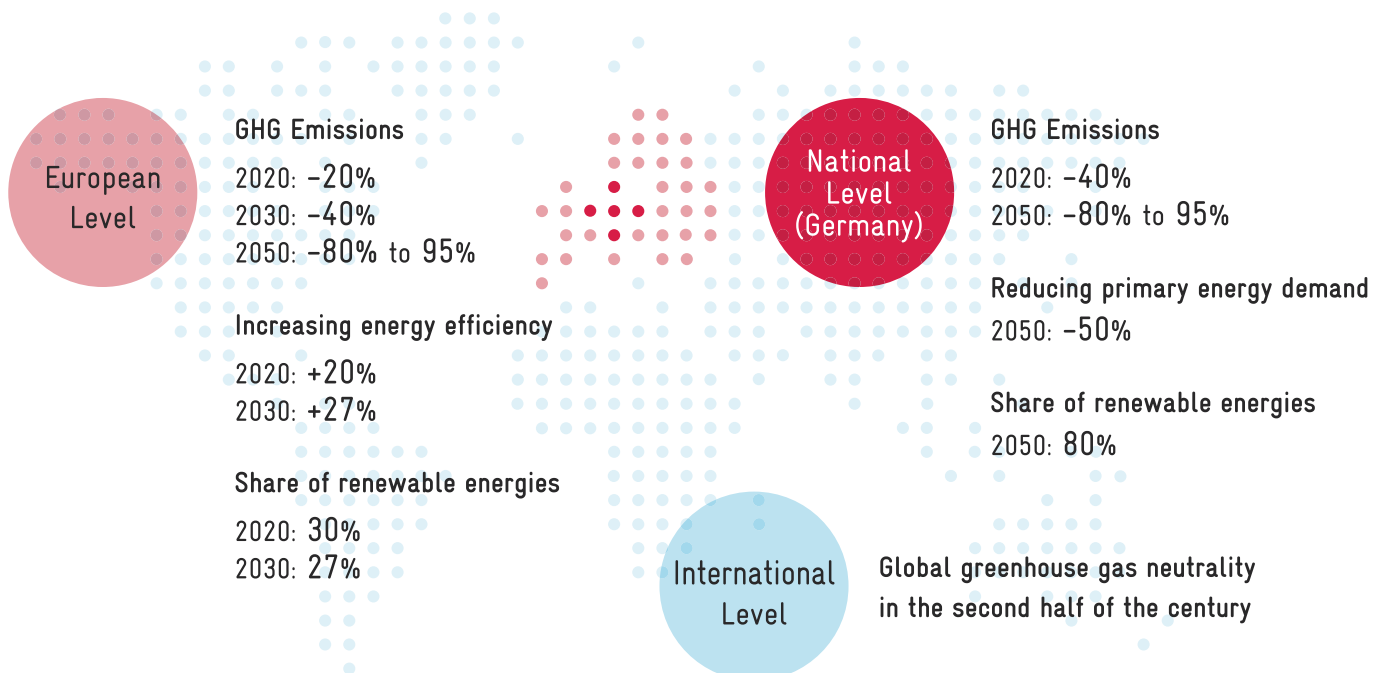 European
Level
GHG Emissions
2020: –20%
2030: –40%
2050: –80% to 95%
Increasing energy efficiency
2020: +20%
2030: +27%
Share of renewable energies
2020: 30%
2030: 27%
National
Level
(Germany)
GHG Emissions
2020: –40%
2050: –80% to 95%
Reducing primary energy demand
2050: –50%
Share of renewable energies
2050: 80%
International
Level
Global greenhouse gas neutrality
in the second half of the century